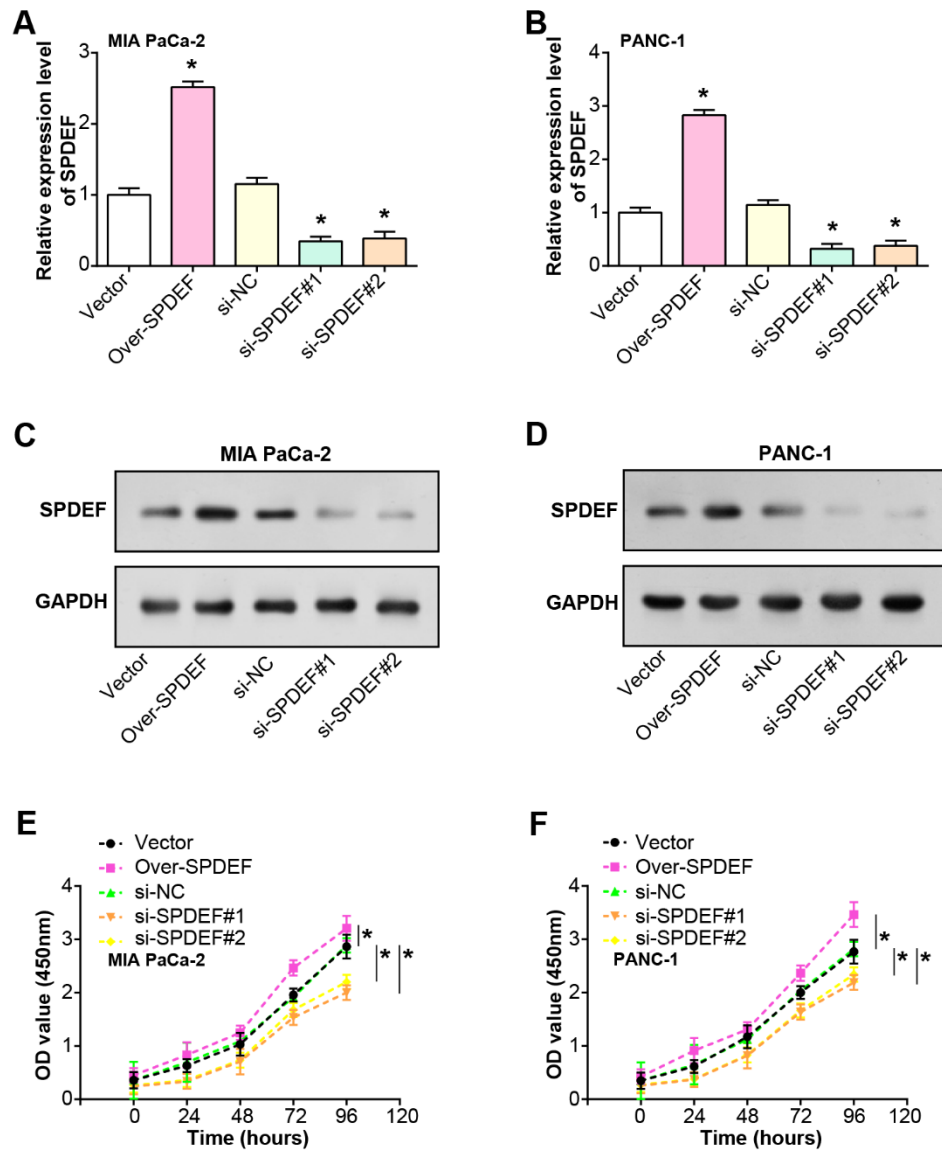 A
MIA PaCa-2
Relative expression level
of SPDEF
3
2
1
0
*
*
*
Vector
Over-SPDEF
si-NC
si-SPDEF#1
si-SPDEF#2
B
PANC-1
Relative expression level
of SPDEF
4
3
2
1
0
*
*
*
Vector
Over-SPDEF
si-NC
si-SPDEF#1
si-SPDEF#2
C
MIA PaCa-2
SPDEF
GAPDH
Vector
Over-SPDEF
si-NC
si-SPDEF#1
si-SPDEF#2
D
PANC-1
SPDEF
GAPDH
Vector
Over-SPDEF
si-NC
si-SPDEF#1
si-SPDEF#2
E
Vector
Over-SPDEF
si-NC
si-SPDEF#1
si-SPDEF#2
MIA PaCa-2
OD value (450nm)
4
3
2
1
0
*
*
*
0 24 48 72 96 120
Time (hours)
F
Vector
Over-SPDEF
si-NC
si-SPDEF#1
si-SPDEF#2
PANC-1
OD value (450nm)
4
3
2
1
0
*
*
*
0 24 48 72 96 120
Time (hours)